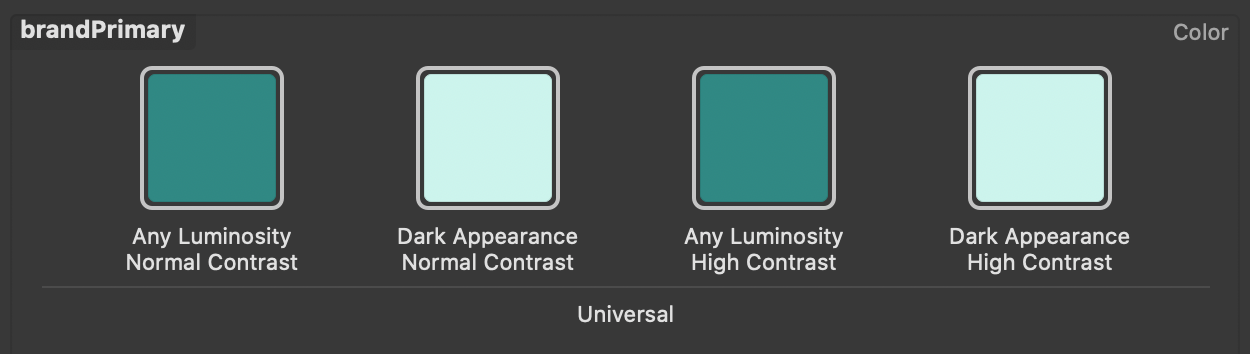 brandPrimary
Color
Any Luminosity
Normal Contrast
Dark Appearance
Normal Contrast
Any Luminosity
High Contrast
Dark Appearance
High Contrast
Universal